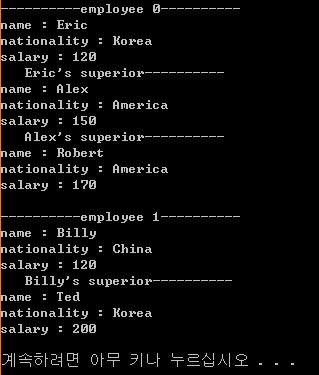 ----------employee 0----------
name : Eric
nationality : Korea
salary : 120
   Eric's superior----------
name : Alex
nationality : America
salary : 150
   Alex's superior----------
name : Robert
nationality : America
salary : 170
----------employee 1----------
name : Billy
nationality : China
salary : 120
   Billy's superior----------
name : Ted
nationality : Korea
salary : 200
계속하려면 아무 키나 누르십시오 . . .